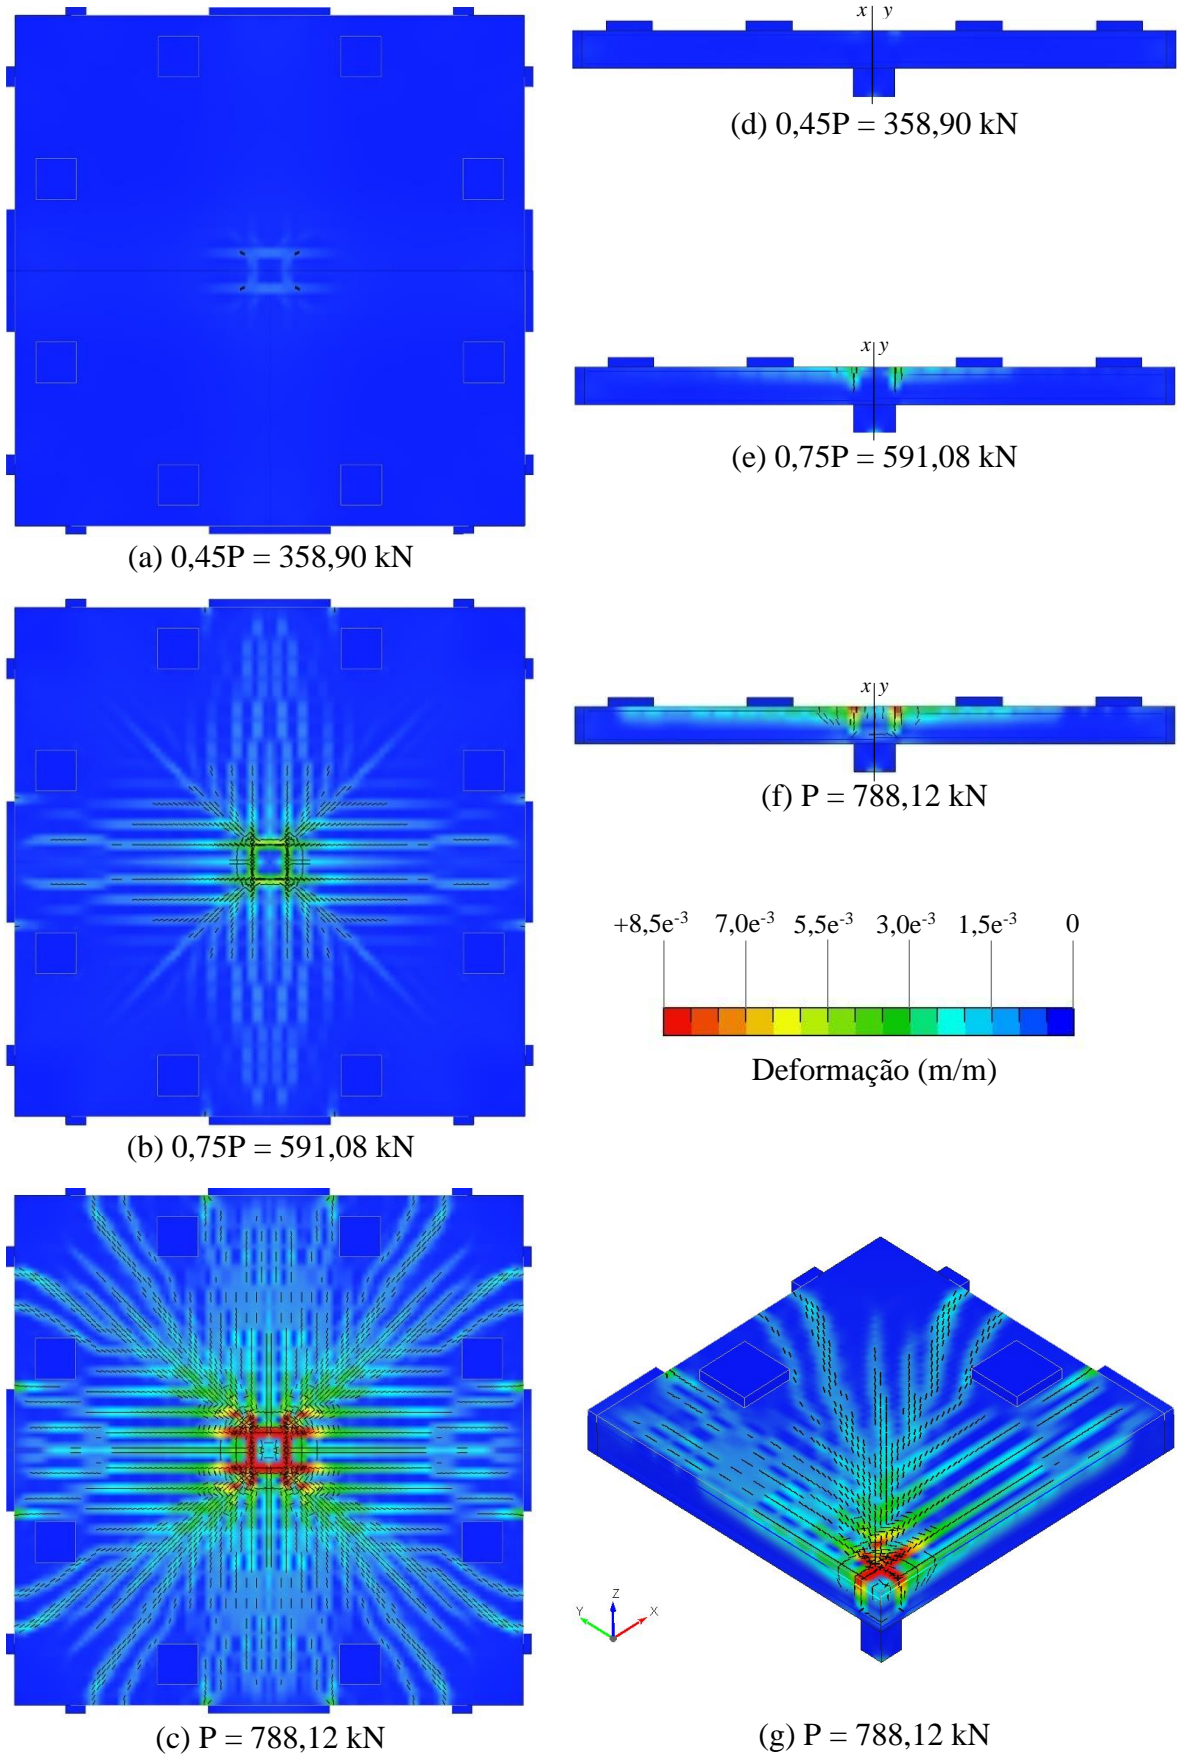 x y
(d) 0,45P = 358,90 kN
x y
(e) 0,75P = 591,08 kN
(a) 0,45P = 358,90 kN
x y
(f) P = 788,12 kN
+8,5e⁻³ 7,0e⁻³ 5,5e⁻³ 3,0e⁻³ 1,5e⁻³ 0
Deformação (m/m)
(b) 0,75P = 591,08 kN
Z
Y X
(c) P = 788,12 kN
(g) P = 788,12 kN